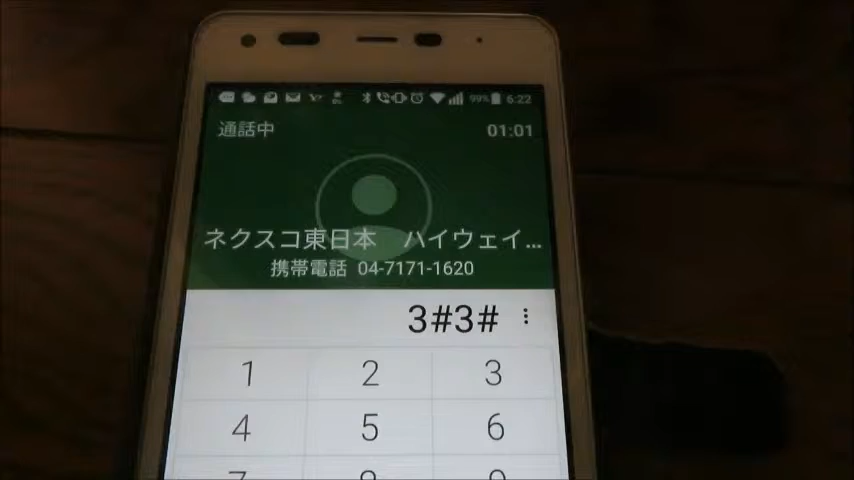 99% 6:22
通話中 01:01
ネクスコ東日本　ハイウェイ…
携帯電話 04-7171-1620
3#3#
1 2 3
4 5 6